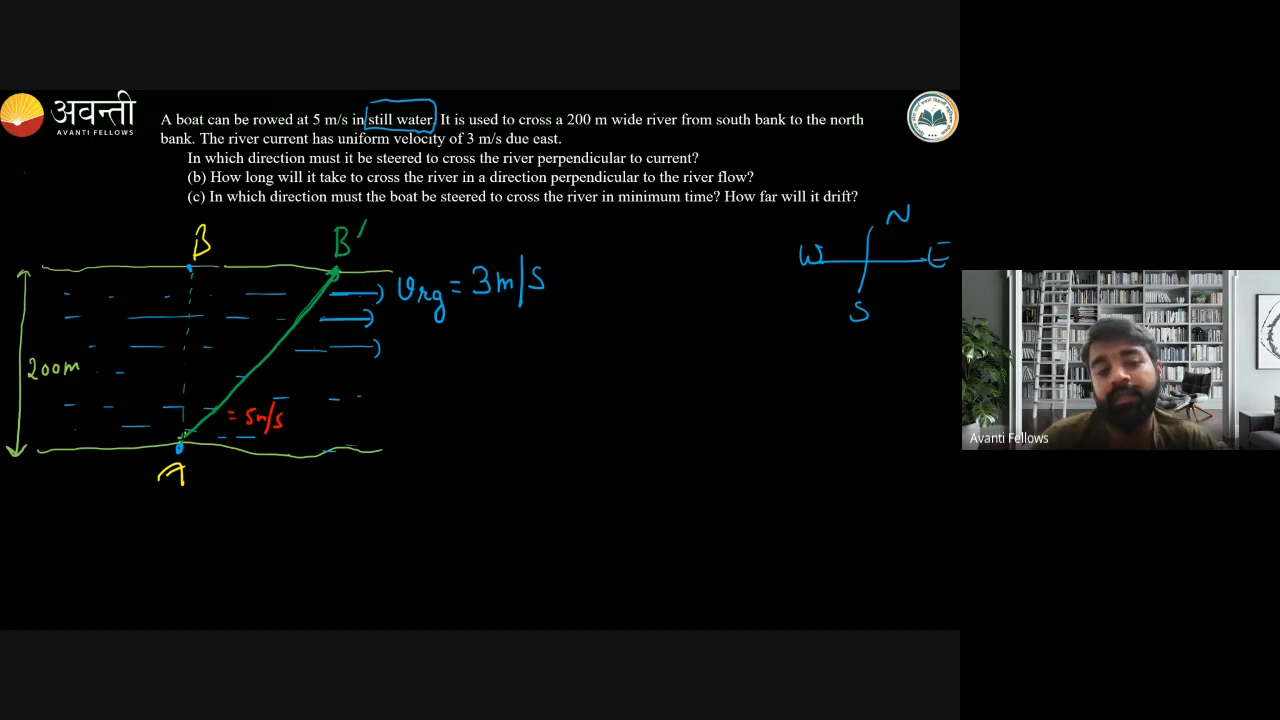 अवन्ती
AVANTI FELLOWS
A boat can be rowed at 5 m/s in still water. It is used to cross a 200 m wide river from south bank to the north
bank. The river current has uniform velocity of 3 m/s due east.
In which direction must it be steered to cross the river perpendicular to current?
(b) How long will it take to cross the river in a direction perpendicular to the river flow?
(c) In which direction must the boat be steered to cross the river in minimum time? How far will it drift?
N
W E
S
B B'
vrg = 3m/s
200m
= 5m/s
A
Avanti Fellows